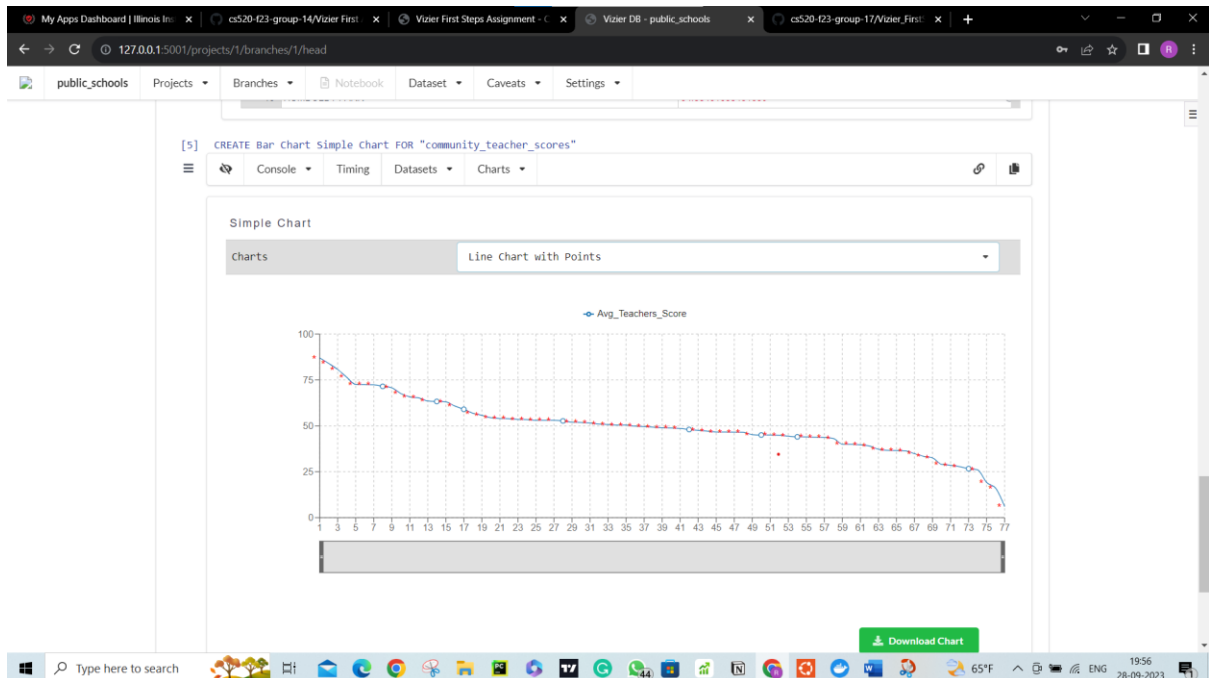 My Apps Dashboard | Illinois Ins
cs520-f23-group-14/Vizier First
Vizier First Steps Assignment - C
Vizier DB - public_schools
cs520-f23-group-17/Vizier_First
127.0.0.1:5001/projects/1/branches/1/head
R
public_schools Projects Branches Notebook Dataset Caveats Settings
[5] CREATE Bar Chart Simple Chart FOR "community_teacher_scores"
Console Timing Datasets Charts
Simple Chart
Charts Line Chart with Points
Avg_Teachers_Score
100
75
50
25
0
1 3 5 7 9 11 13 15 17 19 21 23 25 27 29 31 33 35 37 39 41 43 45 47 49 51 53 55 57 59 61 63 65 67 69 71 73 75 77
Download Chart
Type here to search
44
65°F
ENG
19:56
28-09-2023